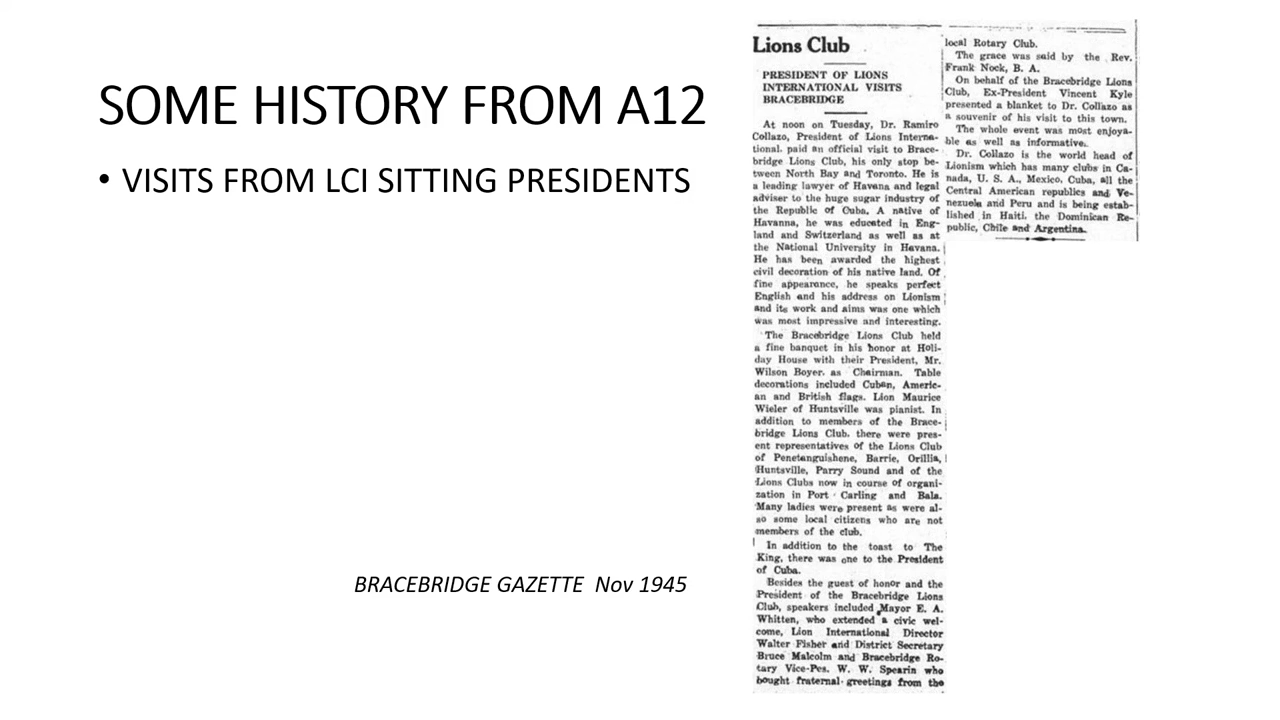 SOME HISTORY FROM A12
• VISITS FROM LCI SITTING PRESIDENTS
BRACEBRIDGE GAZETTE Nov 1945
Lions Club
PRESIDENT OF LIONS
INTERNATIONAL VISITS
BRACEBRIDGE
At noon on Tuesday, Dr. Ramiro
Collazo, President of Lions Interna-
tional. paid an official visit to Brace-
bridge Lions Club, his only stop be-
tween North Bay and Toronto. He is
a leading lawyer of Havana and legal
adviser to the huge sugar industry of
the Republic of Cuba. A native of
Havanna, he was educated in Eng-
land and Switzerland as well as at
the National University in Havana.
He has been awarded the highest
civil decoration of his native land. Of
fine appearance, he speaks perfect
English and his address on Lionism
and its work and aims was one which
was most impressive and interesting.
The Bracebridge Lions Club held
a fine banquet in his honor at Holi-
day House with their President, Mr.
Wilson Boyer. as Chairman. Table
decorations included Cuban, Americ-
an and British flags. Lion Maurice
Wieler of Huntsville was pianist. In
addition to members of the Brace-
bridge Lions Club. there were pres-
ent representatives of the Lions Club
of Penetanguishene, Barrie, Orillia,
Huntsville, Parry Sound and of the
Lions Clubs now in course of organi-
zation in Port Carling and Bala.
Many ladies were present as were al-
so some local citizens who are not
members of the club.
In addition to the toast to The
King, there was one to the President
of Cuba.
Besides the guest of honor and the
President of the Bracebridge Lions
Club, speakers included Mayor E. A.
Whitten, who extended a civic wel-
come, Lion International Director
Walter Fisher and District Secretary
Bruce Malcolm and Bracebridge Ro-
tary Vice-Pes. W. W. Spearin who
bought fraternal greetings from the
local Rotary Club.
The grace was said by the Rev.
Frank Nock, B. A.
On behalf of the Bracebridge Lions
Club, Ex-President Vincent Kyle
presented a blanket to Dr. Collazo as
a souvenir of his visit to this town.
The whole event was most enjoya-
ble as well as informative.
Dr. Collazo is the world head of
Lionism which has many clubs in Ca-
nada, U. S. A., Mexico, Cuba, all the
Central American republics and Ve-
nezuela and Peru and is being estab-
lished in Haiti. the Dominican Re-
public, Chile and Argentina.